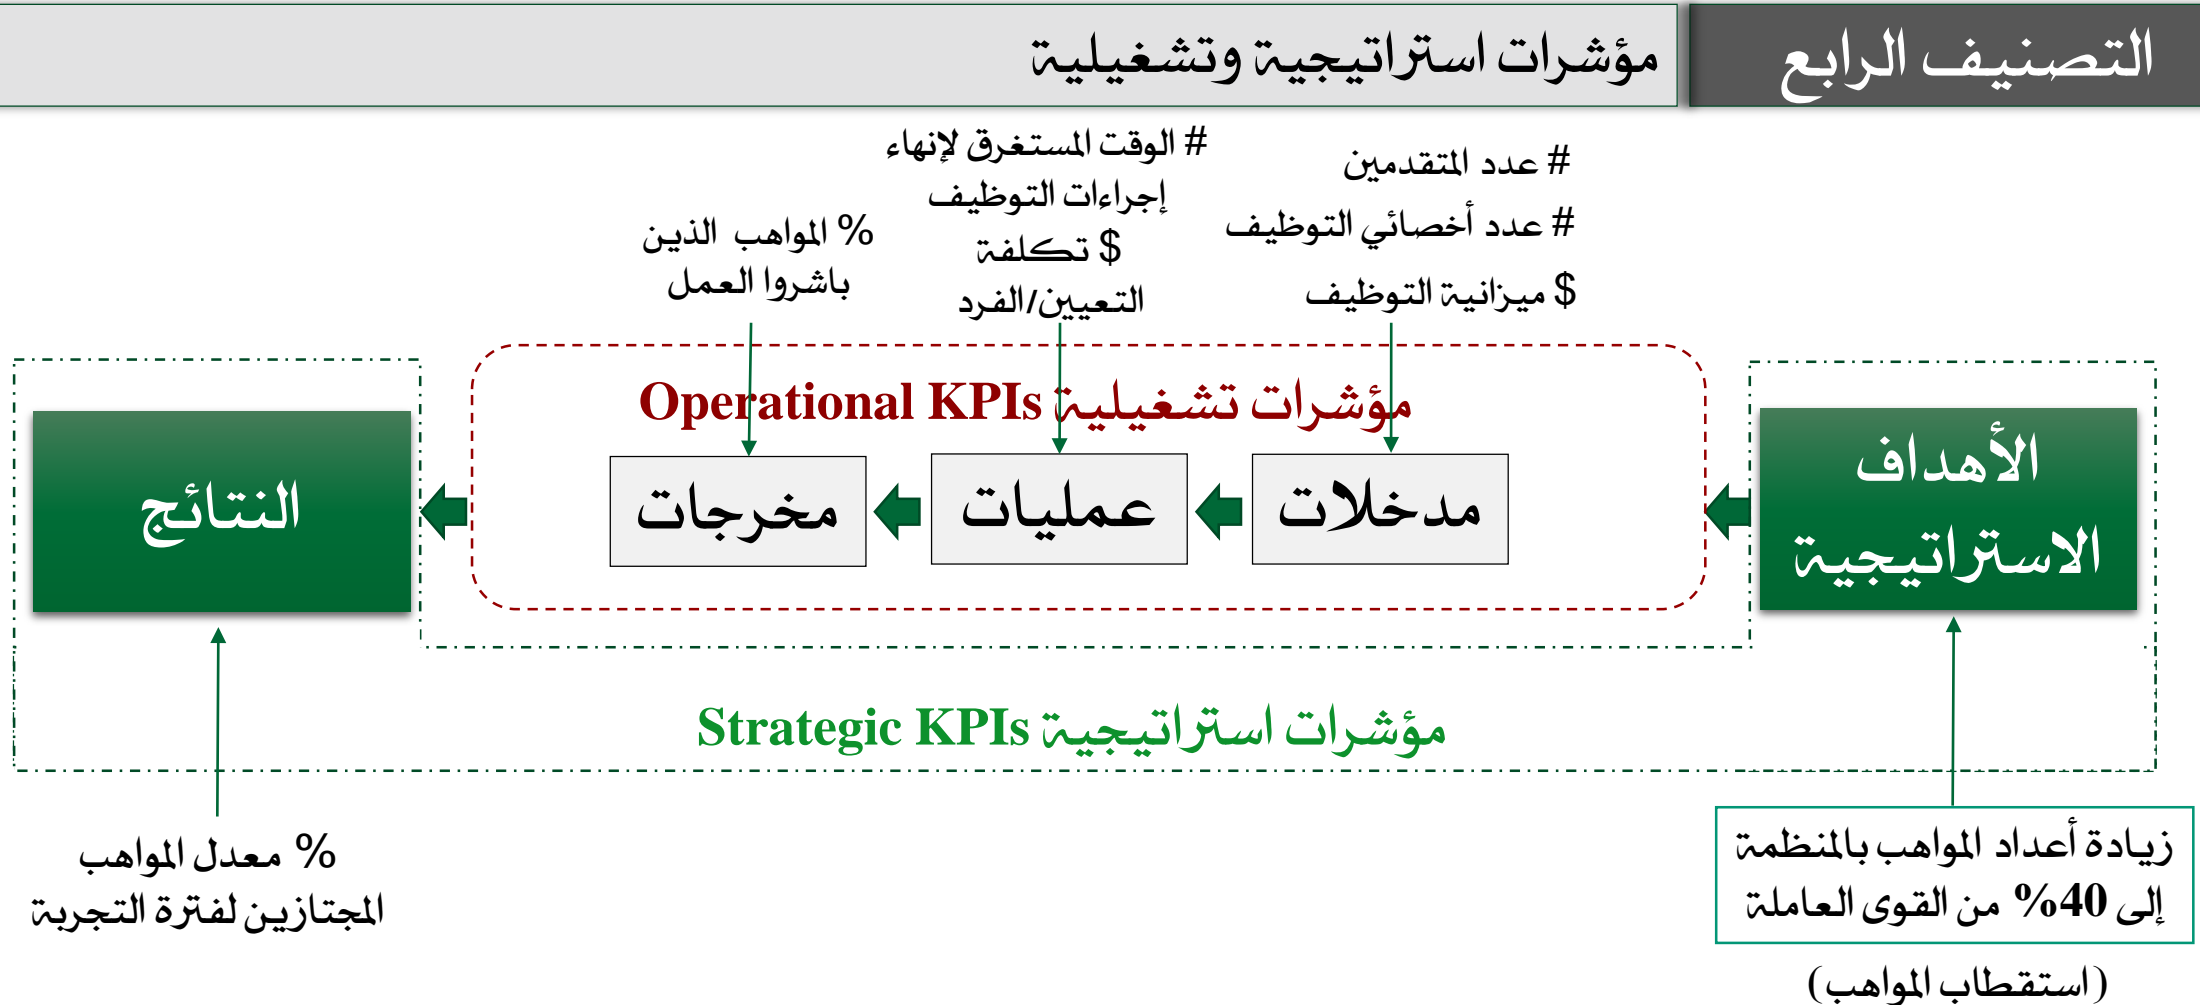 التصنيف الرابع
مؤشرات استراتيجية وتشغيلية
# عدد المتقدمين
# عدد أخصائي التوظيف
$ ميزانية التوظيف
# الوقت المستغرق لإنهاء
إجراءات التوظيف
$ تكلفة
التعيين/الفرد
% المواهب الذين
باشروا العمل
مؤشرات تشغيلية Operational KPIs
الأهداف
الاستراتيجية
مدخلات
عمليات
مخرجات
النتائج
مؤشرات استراتيجية Strategic KPIs
زيادة أعداد المواهب بالمنظمة
إلى 40% من القوى العاملة
(استقطاب المواهب)
% معدل المواهب
المجتازين لفترة التجربة